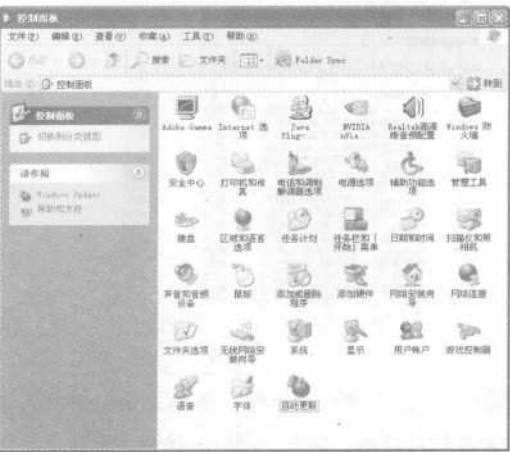 控制面板
文件(F) 编辑(E) 查看(V) 收藏(A) 工具(T) 帮助(H)
搜索 文件夹 Folder Sync
控制面板 转到
控制面板
切换到分类视图
请参阅
Windows Update
帮助和支持
Adobe Gamma
Internet 选项
Java Plug-
NVIDIA nVie
Realtek高清晰音频配置
Windows 防火墙
安全中心
打印机和传真
电话和调制解调器选项
电源选项
辅助功能选项
管理工具
键盘
区域和语言选项
任务计划
任务栏和「开始」菜单
日期和时间
扫描仪和照相机
声音和音频设备
鼠标
添加或删除程序
添加硬件
网络安装向导
网络连接
文件夹选项
无线网络安装向导
系统
显示
用户帐户
游戏控制器
语音
字体
自动更新